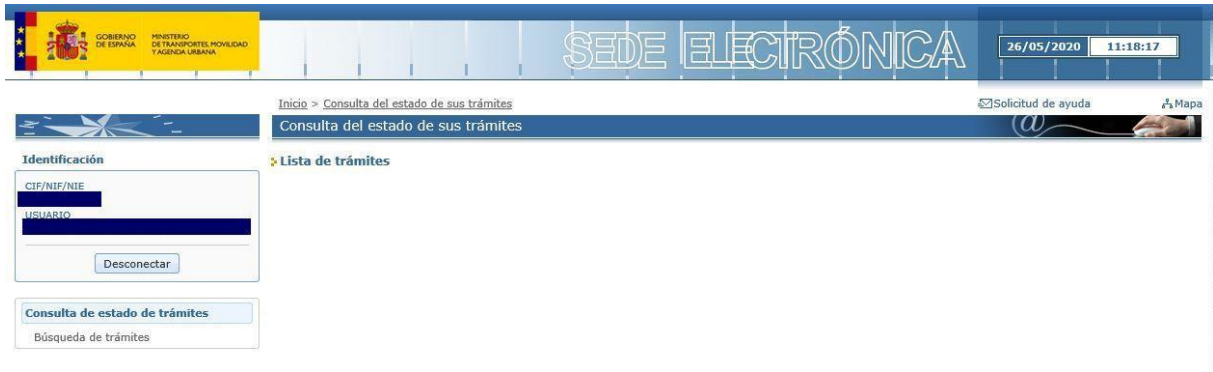 GOBIERNO
DE ESPAÑA
MINISTERIO
DE TRANSPORTES, MOVILIDAD
Y AGENDA URBANA
SEDE ELECTRÓNICA
26/05/2020 11:18:17
Inicio > Consulta del estado de sus trámites
Solicitud de ayuda
Mapa
Consulta del estado de sus trámites
@
Identificación
Lista de trámites
CIF/NIF/NIE
USUARIO
Desconectar
Consulta de estado de trámites
Búsqueda de trámites